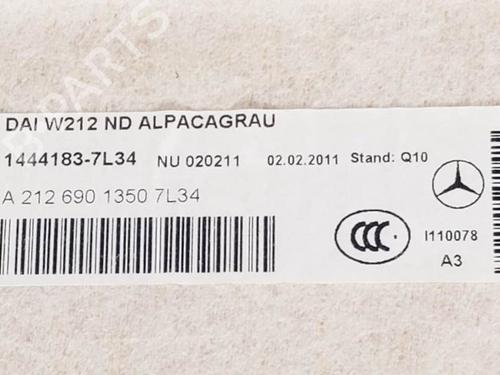 DAI W212 ND ALPACAGRAU
1444183-7L34 NU 020211 02.02.2011 Stand: Q10
A 212 690 1350 7L34
CCC
I110078
A3
B-PARTS